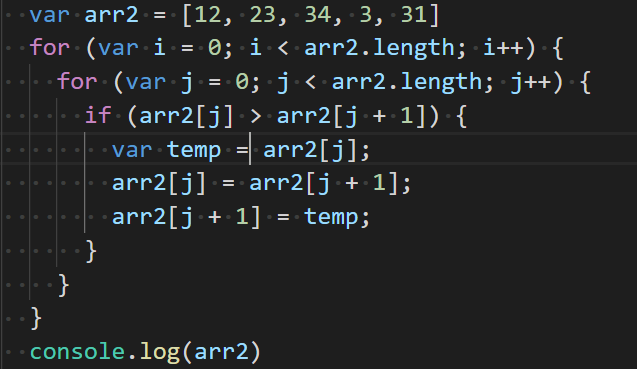 var arr2 = [12, 23, 34, 3, 31]
for (var i = 0; i < arr2.length; i++) {
for (var j = 0; j < arr2.length; j++) {
if (arr2[j] > arr2[j + 1]) {
var temp = arr2[j];
arr2[j] = arr2[j + 1];
arr2[j + 1] = temp;
}
}
}
console.log(arr2)